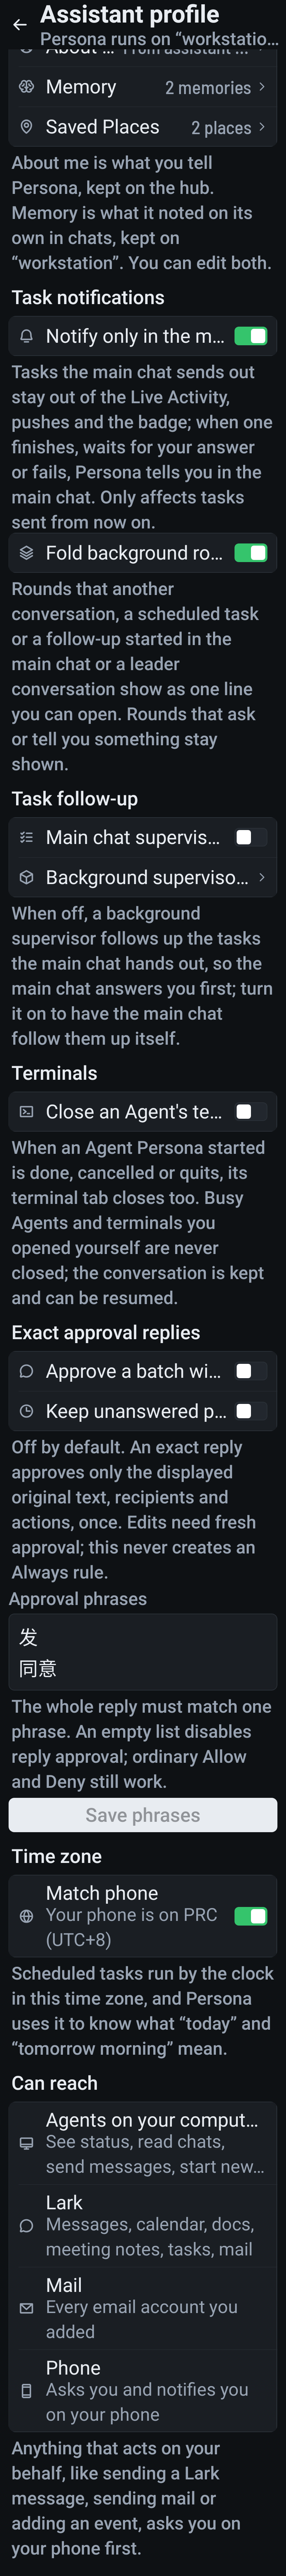 Assistant profile
Persona runs on “workstatio...
About ... From assistant ...
Memory 2 memories
Saved Places 2 places
About me is what you tell
Persona, kept on the hub.
Memory is what it noted on its
own in chats, kept on
“workstation”. You can edit both.
Task notifications
Notify only in the m...
Tasks the main chat sends out
stay out of the Live Activity,
pushes and the badge; when one
finishes, waits for your answer
or fails, Persona tells you in the
main chat. Only affects tasks
sent from now on.
Fold background ro...
Rounds that another
conversation, a scheduled task
or a follow-up started in the
main chat or a leader
conversation show as one line
you can open. Rounds that ask
or tell you something stay
shown.
Task follow-up
Main chat supervis...
Background superviso...
When off, a background
supervisor follows up the tasks
the main chat hands out, so the
main chat answers you first; turn
it on to have the main chat
follow them up itself.
Terminals
Close an Agent's te...
When an Agent Persona started
is done, cancelled or quits, its
terminal tab closes too. Busy
Agents and terminals you
opened yourself are never
closed; the conversation is kept
and can be resumed.
Exact approval replies
Approve a batch wi...
Keep unanswered p...
Off by default. An exact reply
approves only the displayed
original text, recipients and
actions, once. Edits need fresh
approval; this never creates an
Always rule.
Approval phrases
发
同意
The whole reply must match one
phrase. An empty list disables
reply approval; ordinary Allow
and Deny still work.
Save phrases
Time zone
Match phone
Your phone is on PRC
(UTC+8)
Scheduled tasks run by the clock
in this time zone, and Persona
uses it to know what “today” and
“tomorrow morning” mean.
Can reach
Agents on your comput...
See status, read chats,
send messages, start new...
Lark
Messages, calendar, docs,
meeting notes, tasks, mail
Mail
Every email account you
added
Phone
Asks you and notifies you
on your phone
Anything that acts on your
behalf, like sending a Lark
message, sending mail or
adding an event, asks you on
your phone first.